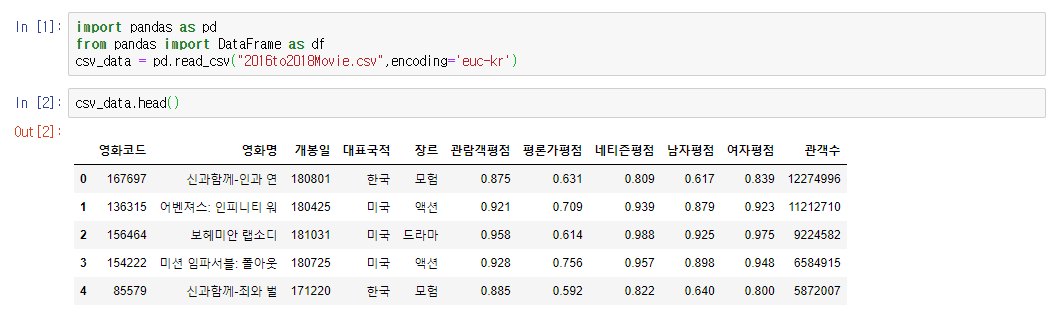 In [1]: import pandas as pd
from pandas import DataFrame as df
csv_data = pd.read_csv("2016to2018Movie.csv",encoding='euc-kr')
In [2]: csv_data.head()
Out[2]:
영화코드 영화명 개봉일 대표국적 장르 관람객평점 평론가평점 네티즌평점 남자평점 여자평점 관객수
0 167697 신과함께-인과 연 180801 한국 모험 0.875 0.631 0.809 0.617 0.839 12274996
1 136315 어벤져스: 인피니티 워 180425 미국 액션 0.921 0.709 0.939 0.879 0.923 11212710
2 156464 보헤미안 랩소디 181031 미국 드라마 0.958 0.614 0.988 0.925 0.975 9224582
3 154222 미션 임파서블: 폴아웃 180725 미국 액션 0.928 0.756 0.957 0.898 0.948 6584915
4 85579 신과함께-죄와 벌 171220 한국 모험 0.885 0.592 0.822 0.640 0.800 5872007